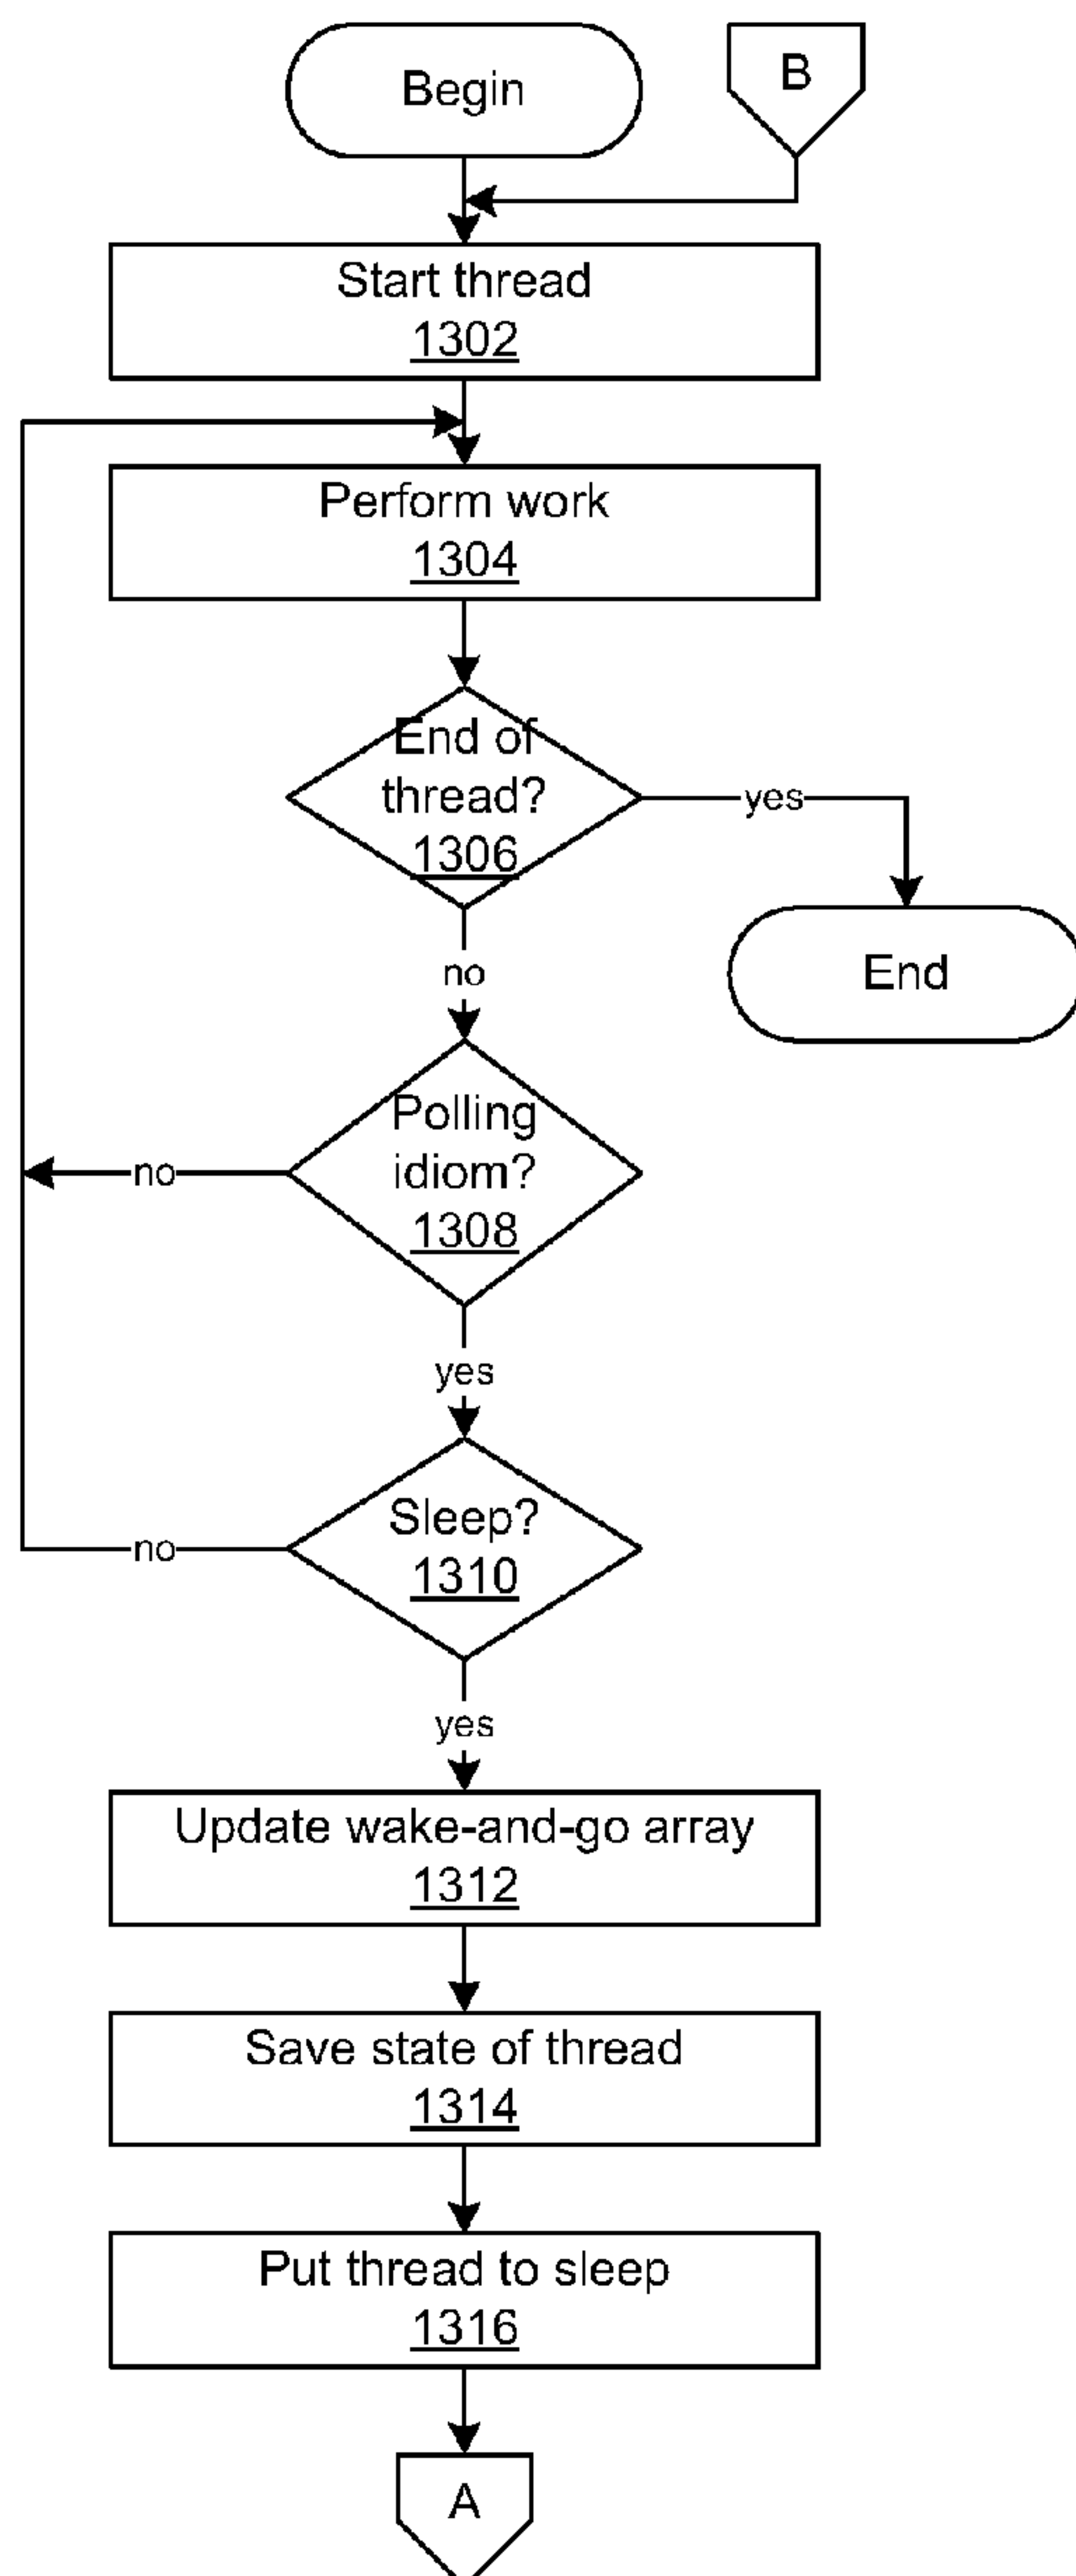 Begin
B
Start thread
1302
Perform work
1304
End of
thread?
1306
yes
End
no
Polling
idiom?
1308
no
yes
Sleep?
1310
no
yes
Update wake-and-go array
1312
Save state of thread
1314
Put thread to sleep
1316
A